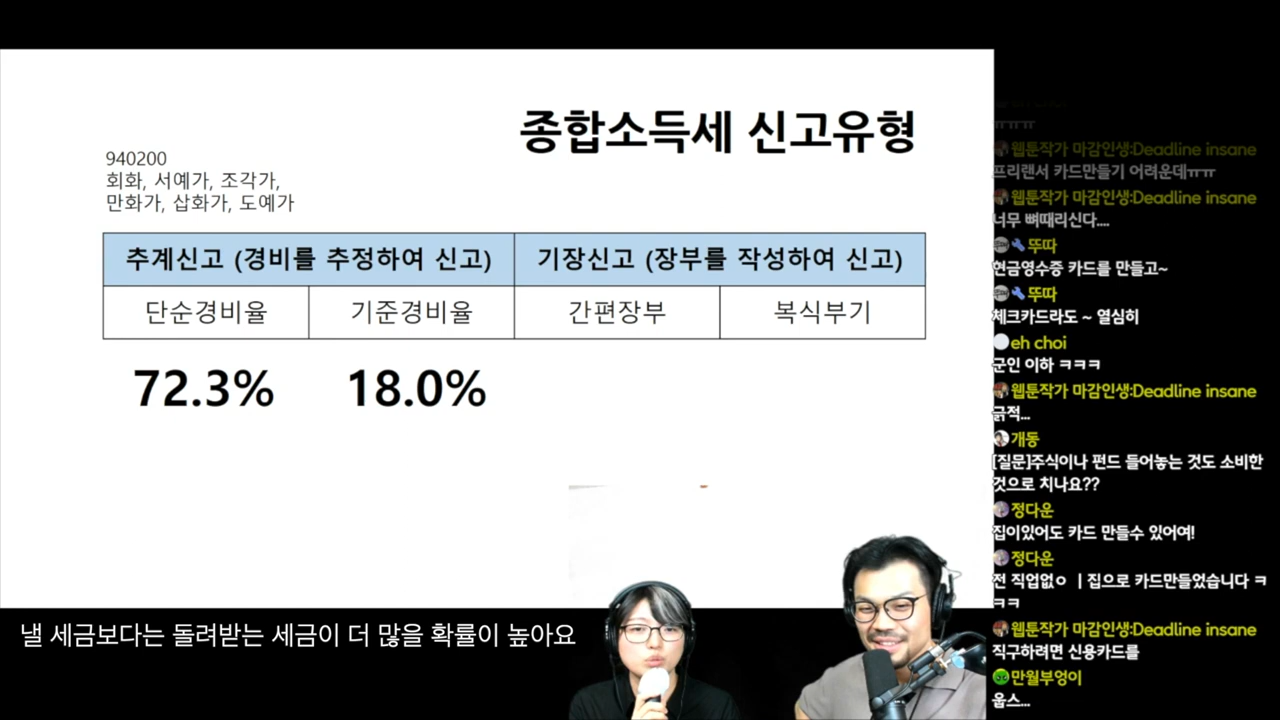 종합소득세 신고유형
940200
회화, 서예가, 조각가,
만화가, 삽화가, 도예가
추계신고 (경비를 추정하여 신고)
기장신고 (장부를 작성하여 신고)
단순경비율
기준경비율
간편장부
복식부기
72.3%
18.0%
낼 세금보다는 돌려받는 세금이 더 많을 확률이 높아요
ㅠㅠㅠ
웹툰작가 마감인생:Deadline insane
프리랜서 카드만들기 어려운데ㅠㅠ
웹툰작가 마감인생:Deadline insane
너무 뼈때리신다....
뚜따
현금영수증 카드를 만들고~
뚜따
체크카드라도 ~ 열심히
eh choi
군인 이하 ㅋㅋㅋ
웹툰작가 마감인생:Deadline insane
긁적...
개동
[질문]주식이나 펀드 들어놓는 것도 소비한
것으로 치나요??
정다운
집이있어도 카드 만들수 있어여!
정다운
전 직업없ㅇ ㅣ집으로 카드만들었습니다 ㅋ
ㅋㅋ
웹툰작가 마감인생:Deadline insane
직구하려면 신용카드를
만월부엉이
웁스...